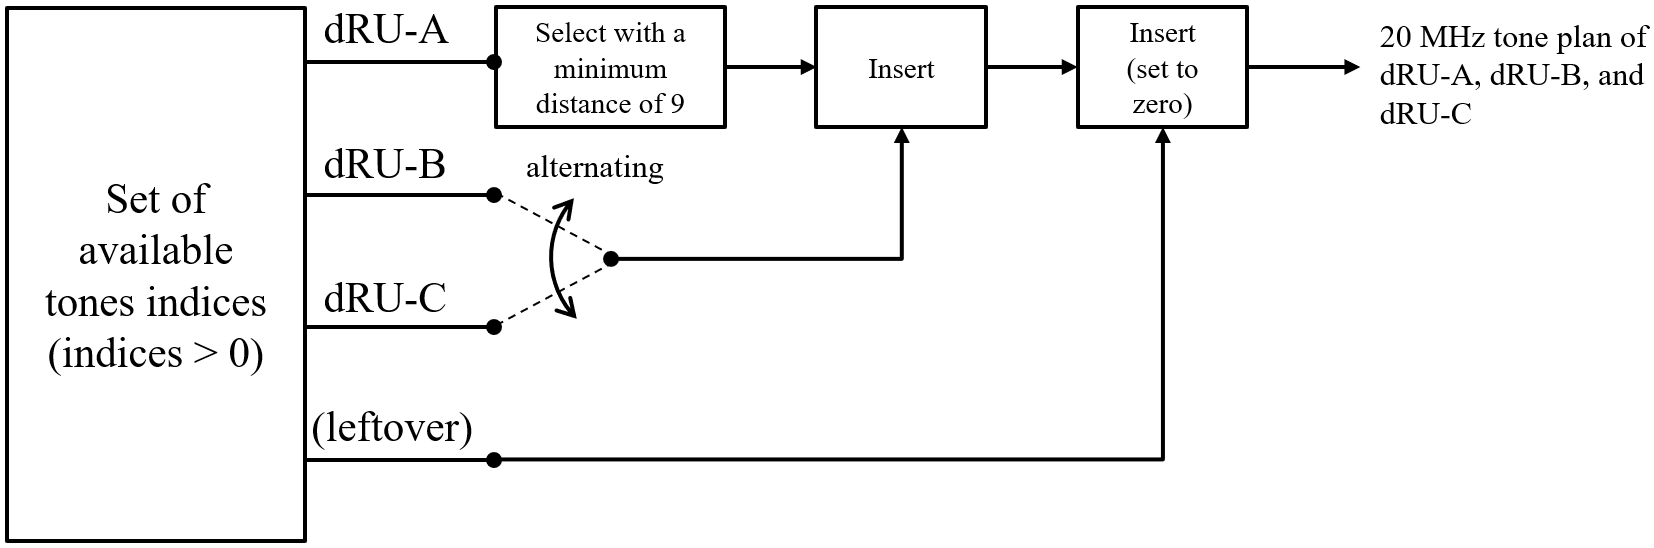 Set of
available
tones indices
(indices > 0)
dRU-A
dRU-B
dRU-C
(leftover)
Select with a
minimum
distance of 9
alternating
Insert
Insert
(set to
zero)
20 MHz tone plan of
dRU-A, dRU-B, and
dRU-C